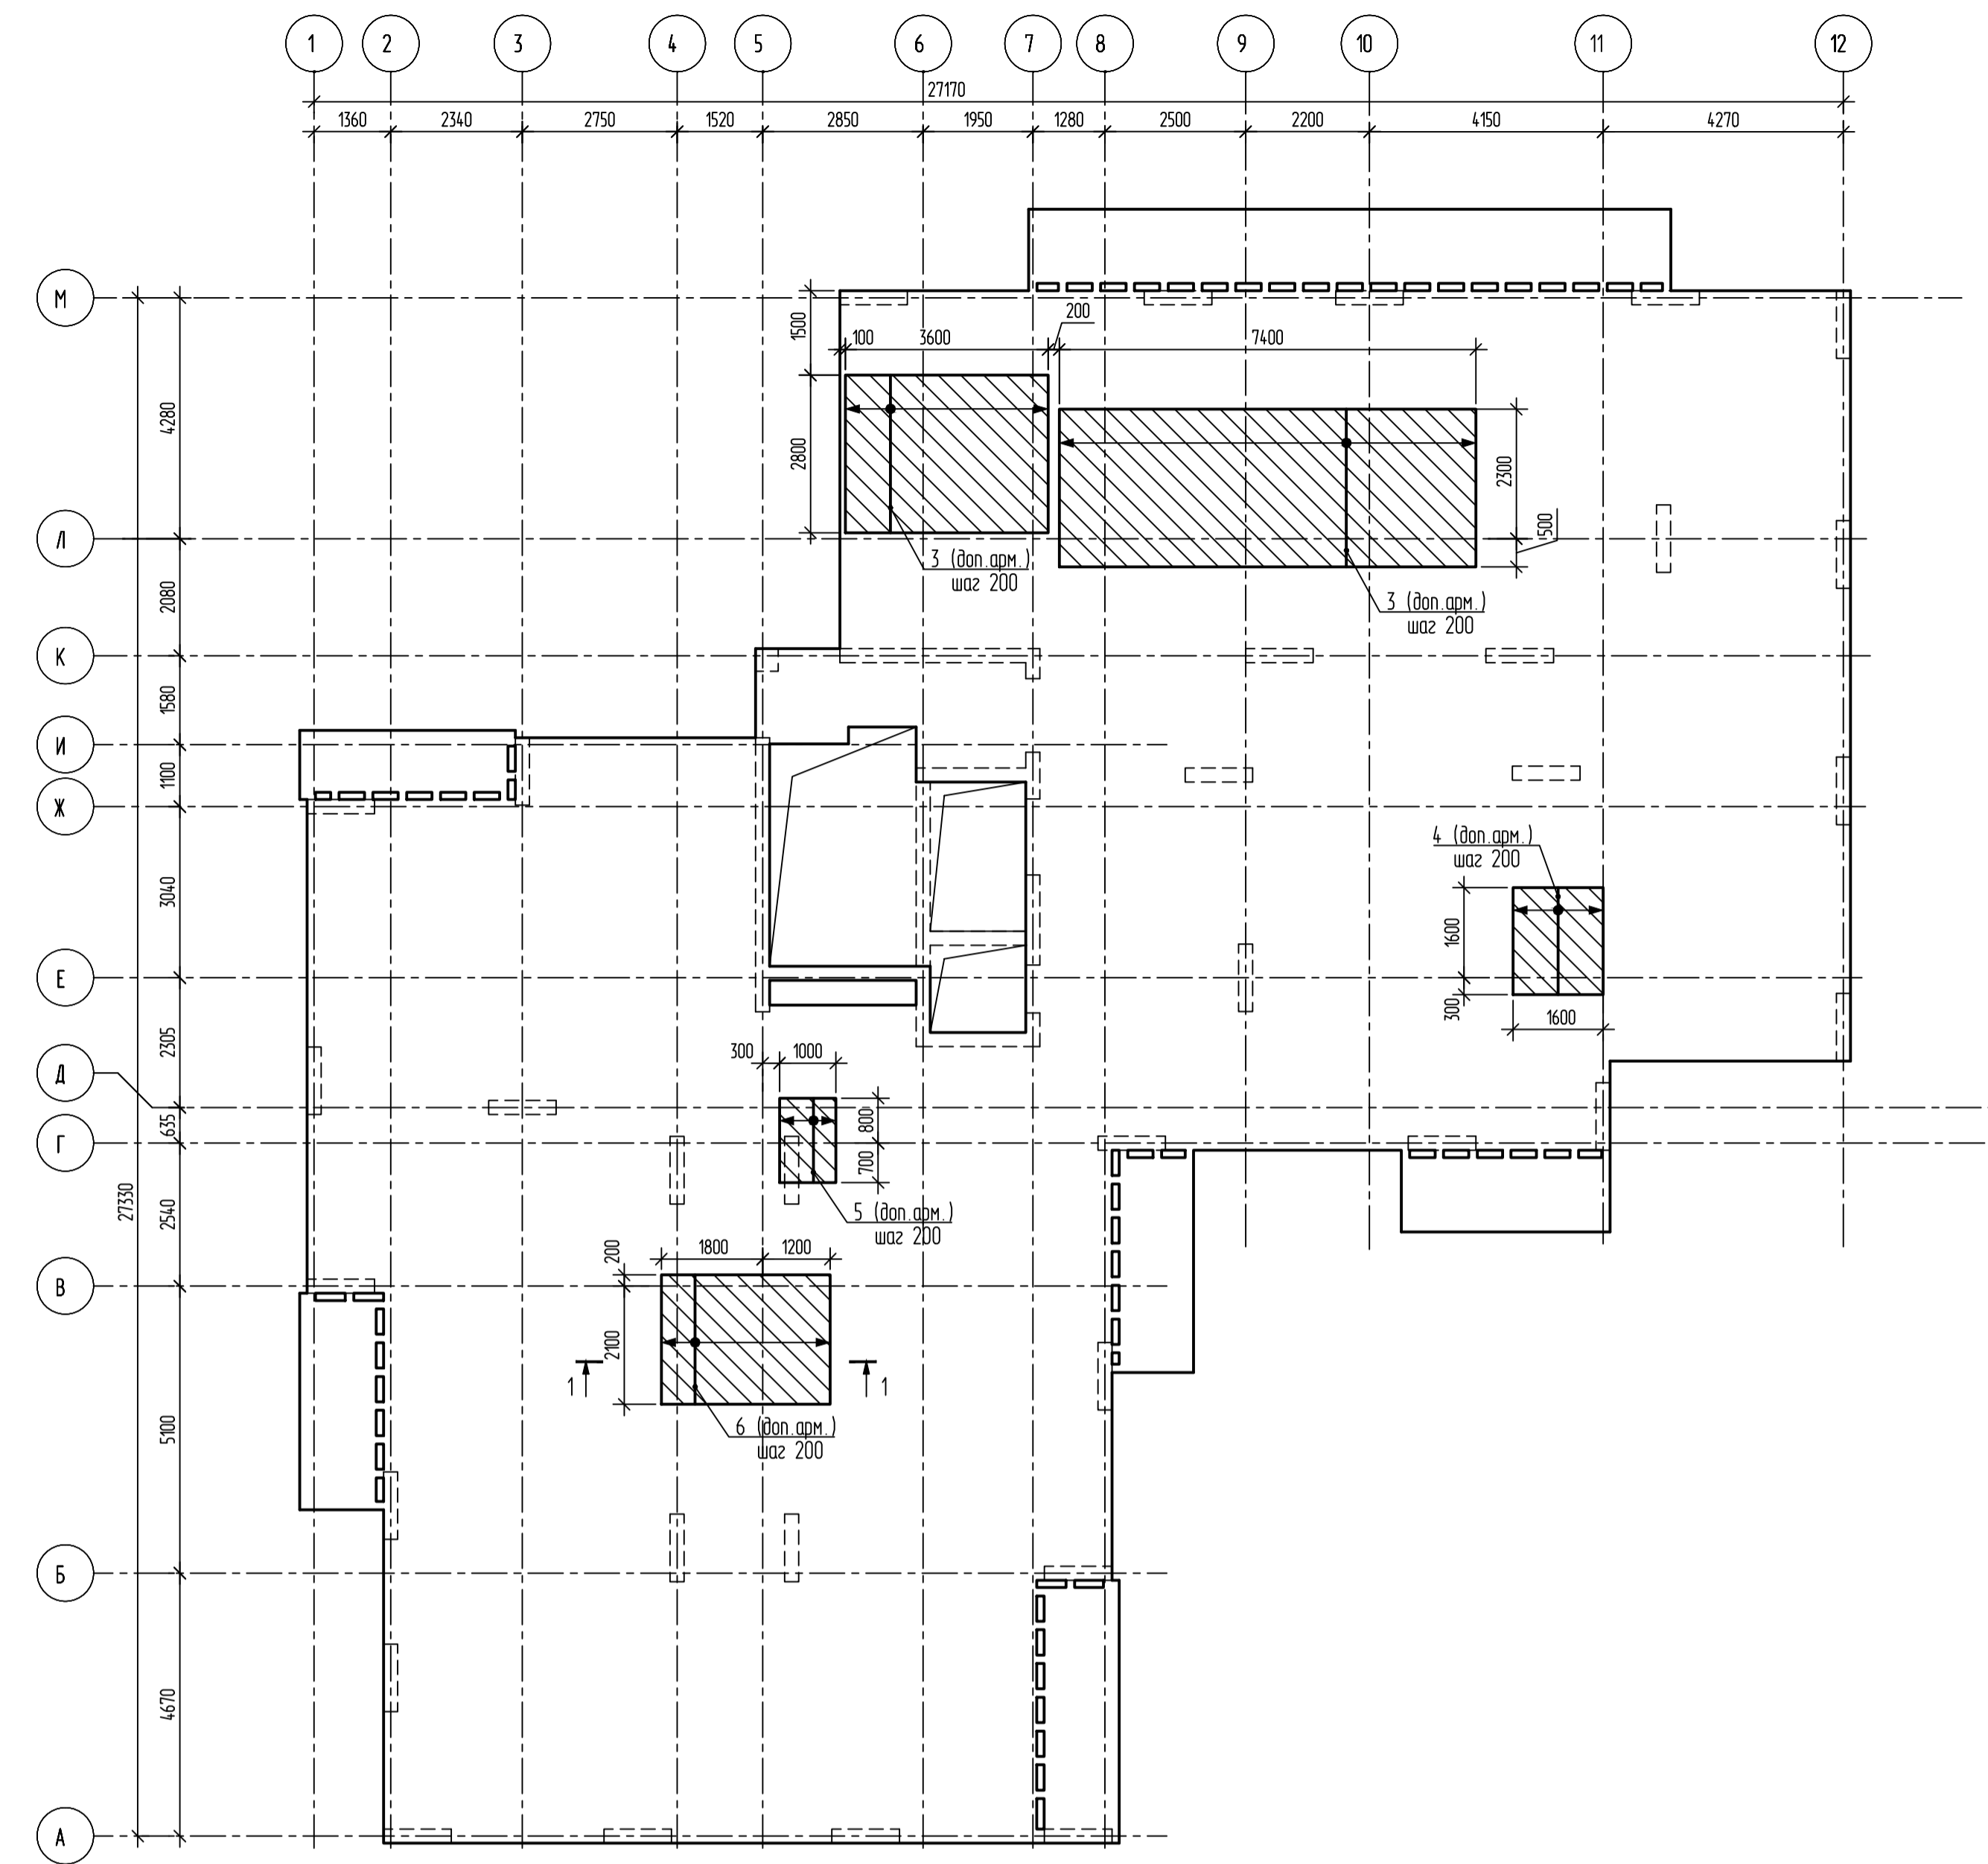 1 2 3 4 5 6 7 8 9 10 11 12
27170
1360 2340 2750 1520 2850 1950 1280 2500 2200 4150 4270
М
200
1500 100 3600 7400
4280
2800
2300
Л
500
3 (доп.арм.)
шаг 200
2080
3 (доп.арм.)
шаг 200
К
1580
И
1100
Ж
4 (доп.арм.)
шаг 200
3040
1600
Е
300
1600
2305
300 1000
Д
635
800
Г
700
27330
2540
5 (доп.арм.)
шаг 200
200
1800 1200
В
2100
1 1
5100
6 (доп.арм.)
шаг 200
Б
4670
А